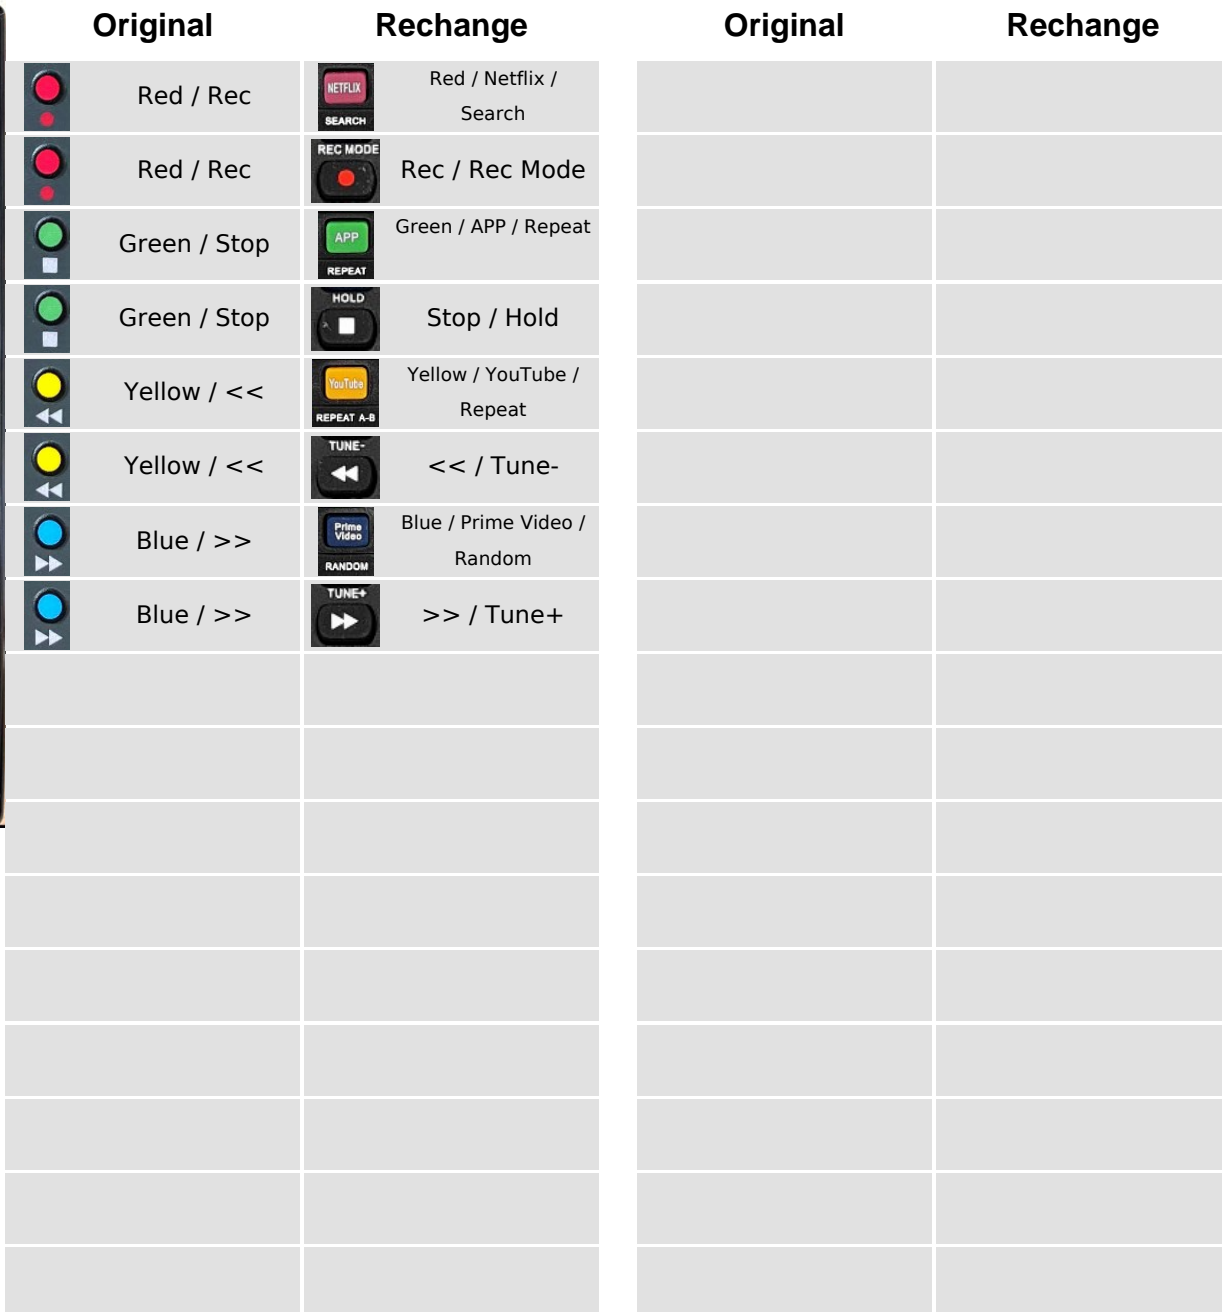 Original Rechange Original Rechange
Red / Rec NETFLIX SEARCH Red / Netflix /
Search
Red / Rec REC MODE Rec / Rec Mode
Green / Stop APP REPEAT Green / APP / Repeat
Green / Stop HOLD Stop / Hold
Yellow / << YouTube REPEAT A-B Yellow / YouTube /
Repeat
Yellow / << TUNE- << / Tune-
Blue / >> Prime Video RANDOM Blue / Prime Video /
Random
Blue / >> TUNE+ >> / Tune+